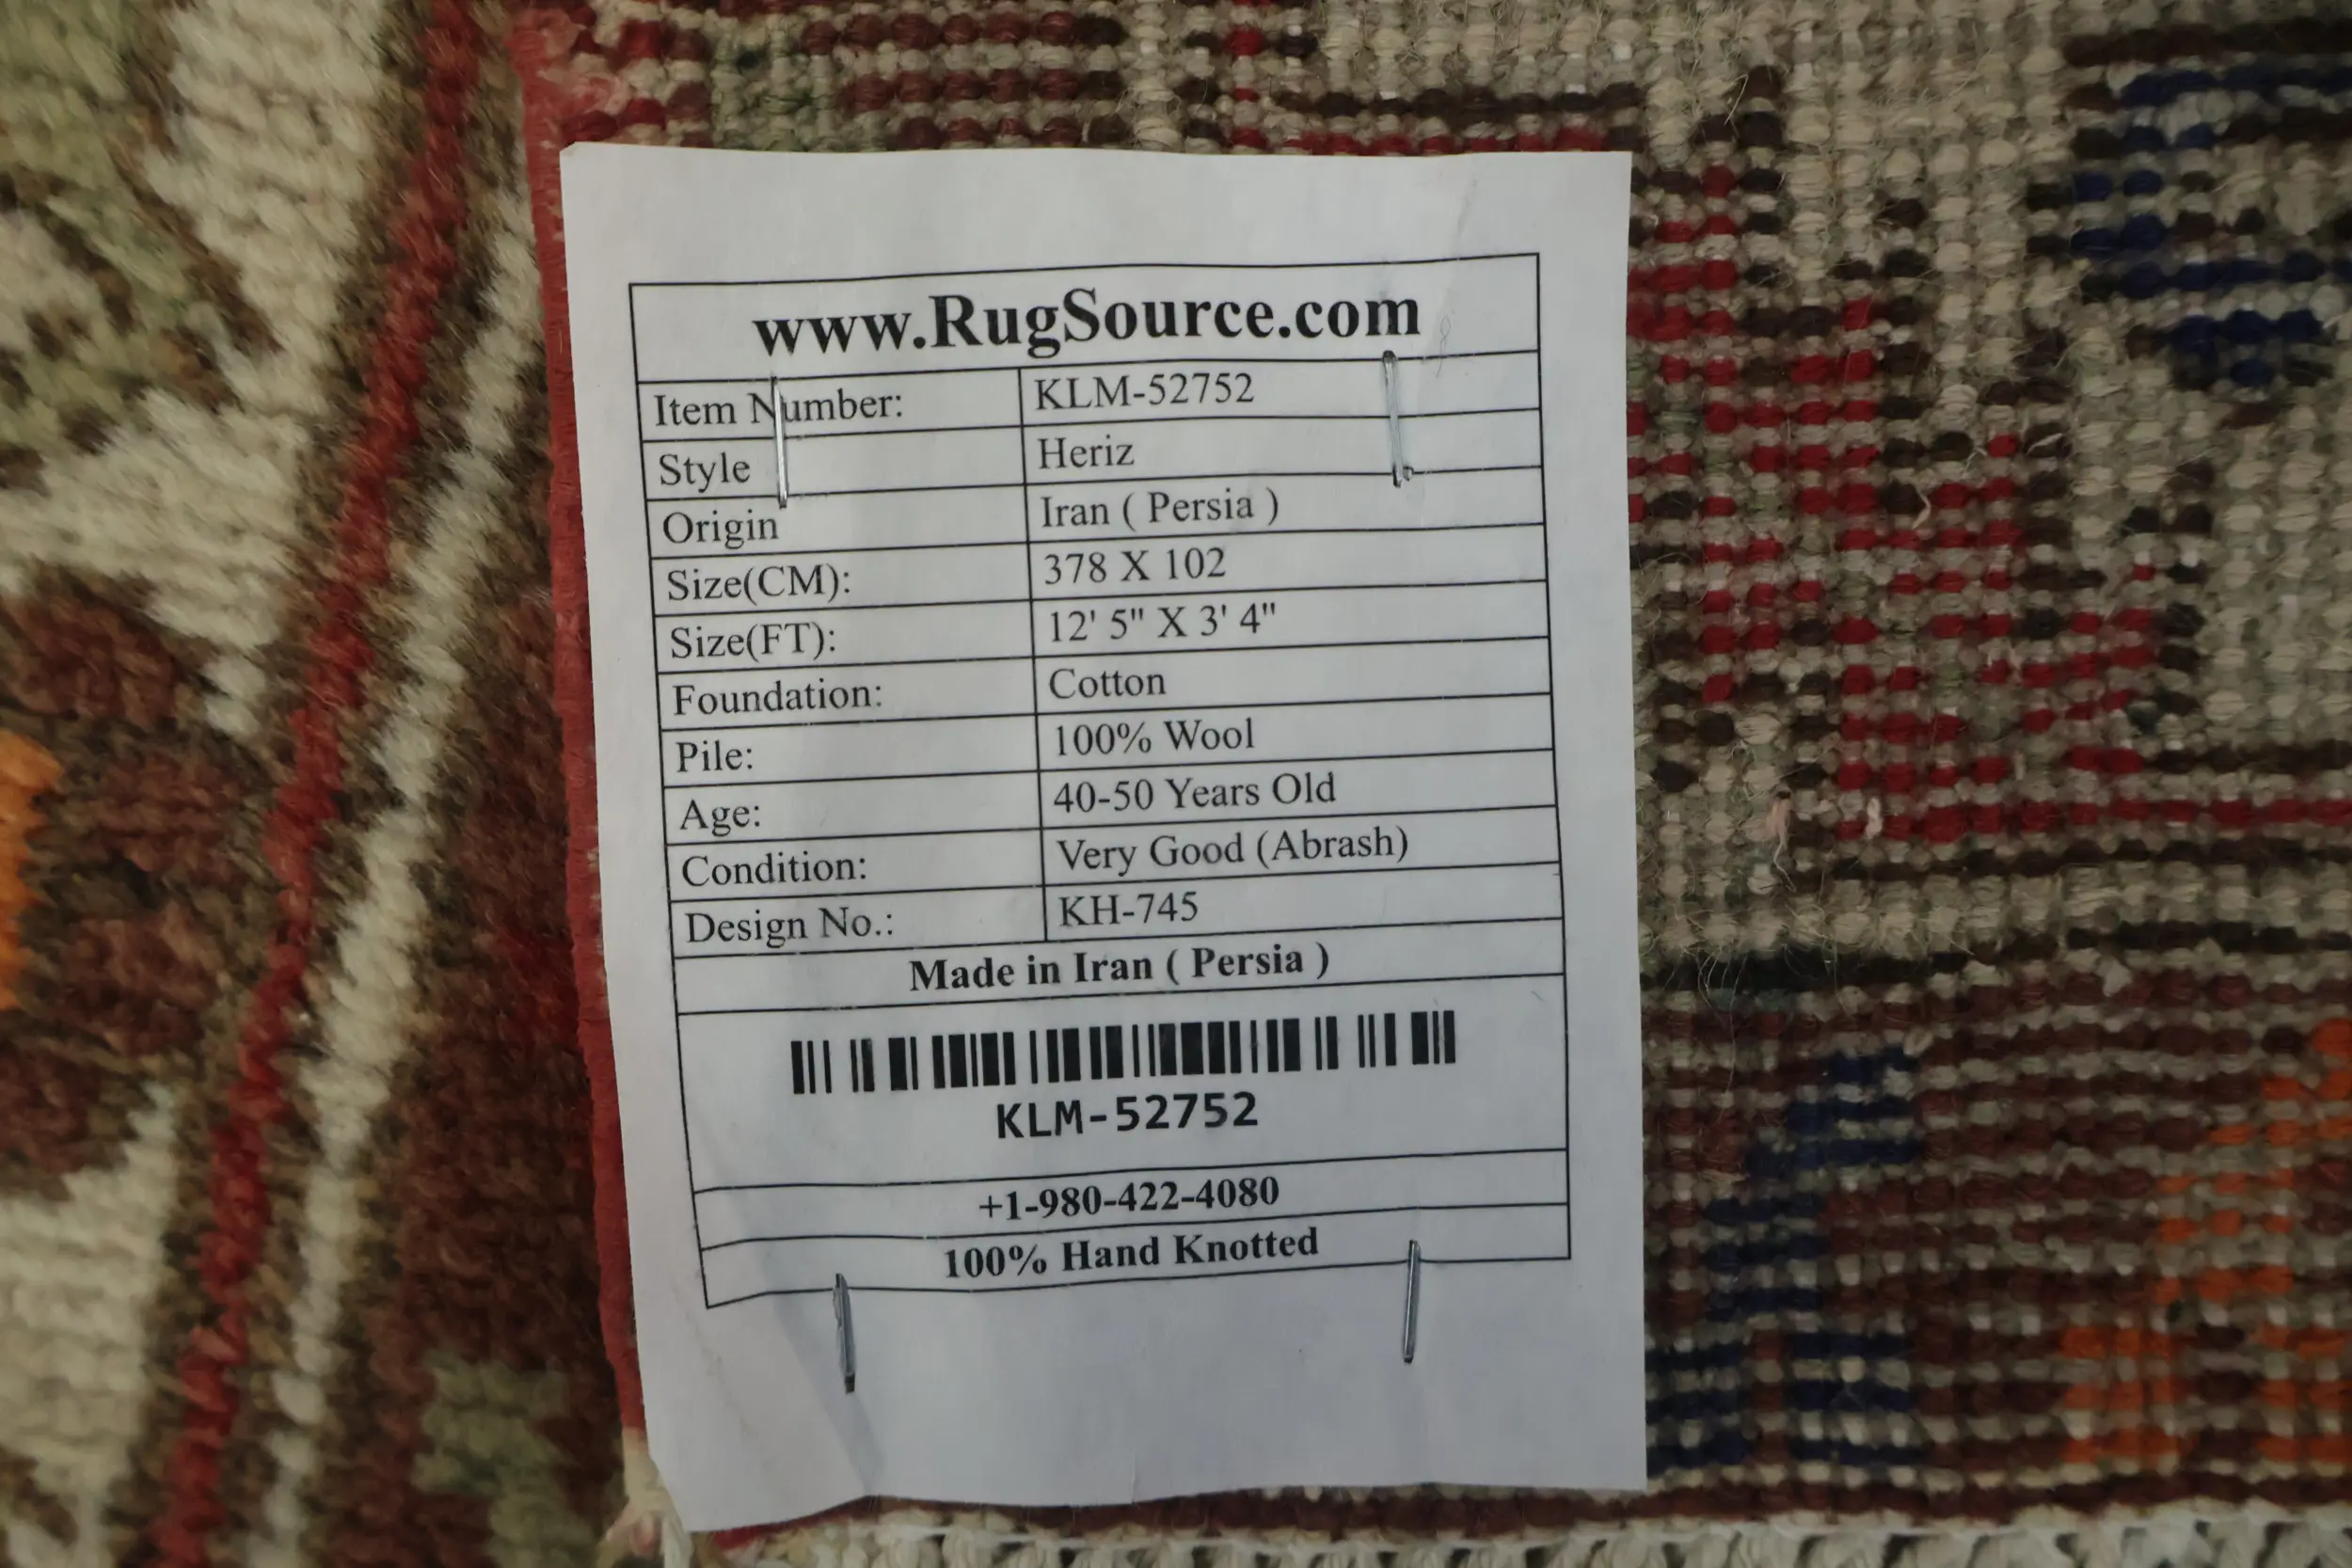 www.RugSource.com
Item Number: KLM-52752
Style Heriz
Origin Iran ( Persia )
Size(CM): 378 X 102
Size(FT): 12' 5" X 3' 4"
Foundation: Cotton
Pile: 100% Wool
Age: 40-50 Years Old
Condition: Very Good (Abrash)
Design No.: KH-745
Made in Iran ( Persia )
KLM-52752
+1-980-422-4080
100% Hand Knotted